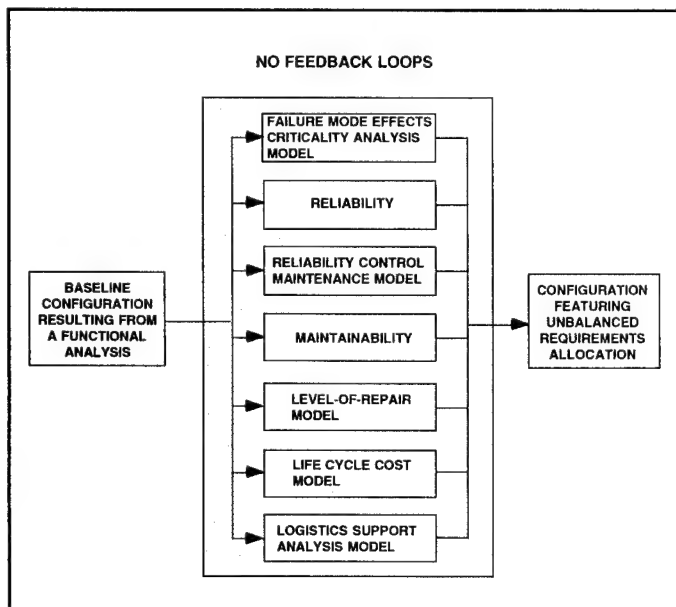 NO FEEDBACK LOOPS
FAILURE MODE EFFECTS
CRITICALITY ANALYSIS
MODEL
RELIABILITY
RELIABILITY CONTROL
MAINTENANCE MODEL
BASELINE
CONFIGURATION
RESULTING FROM
A FUNCTIONAL
ANALYSIS
MAINTAINABILITY
CONFIGURATION
FEATURING
UNBALANCED
REQUIREMENTS
ALLOCATION
LEVEL-OF-REPAIR
MODEL
LIFE CYCLE COST
MODEL
LOGISTICS SUPPORT
ANALYSIS MODEL